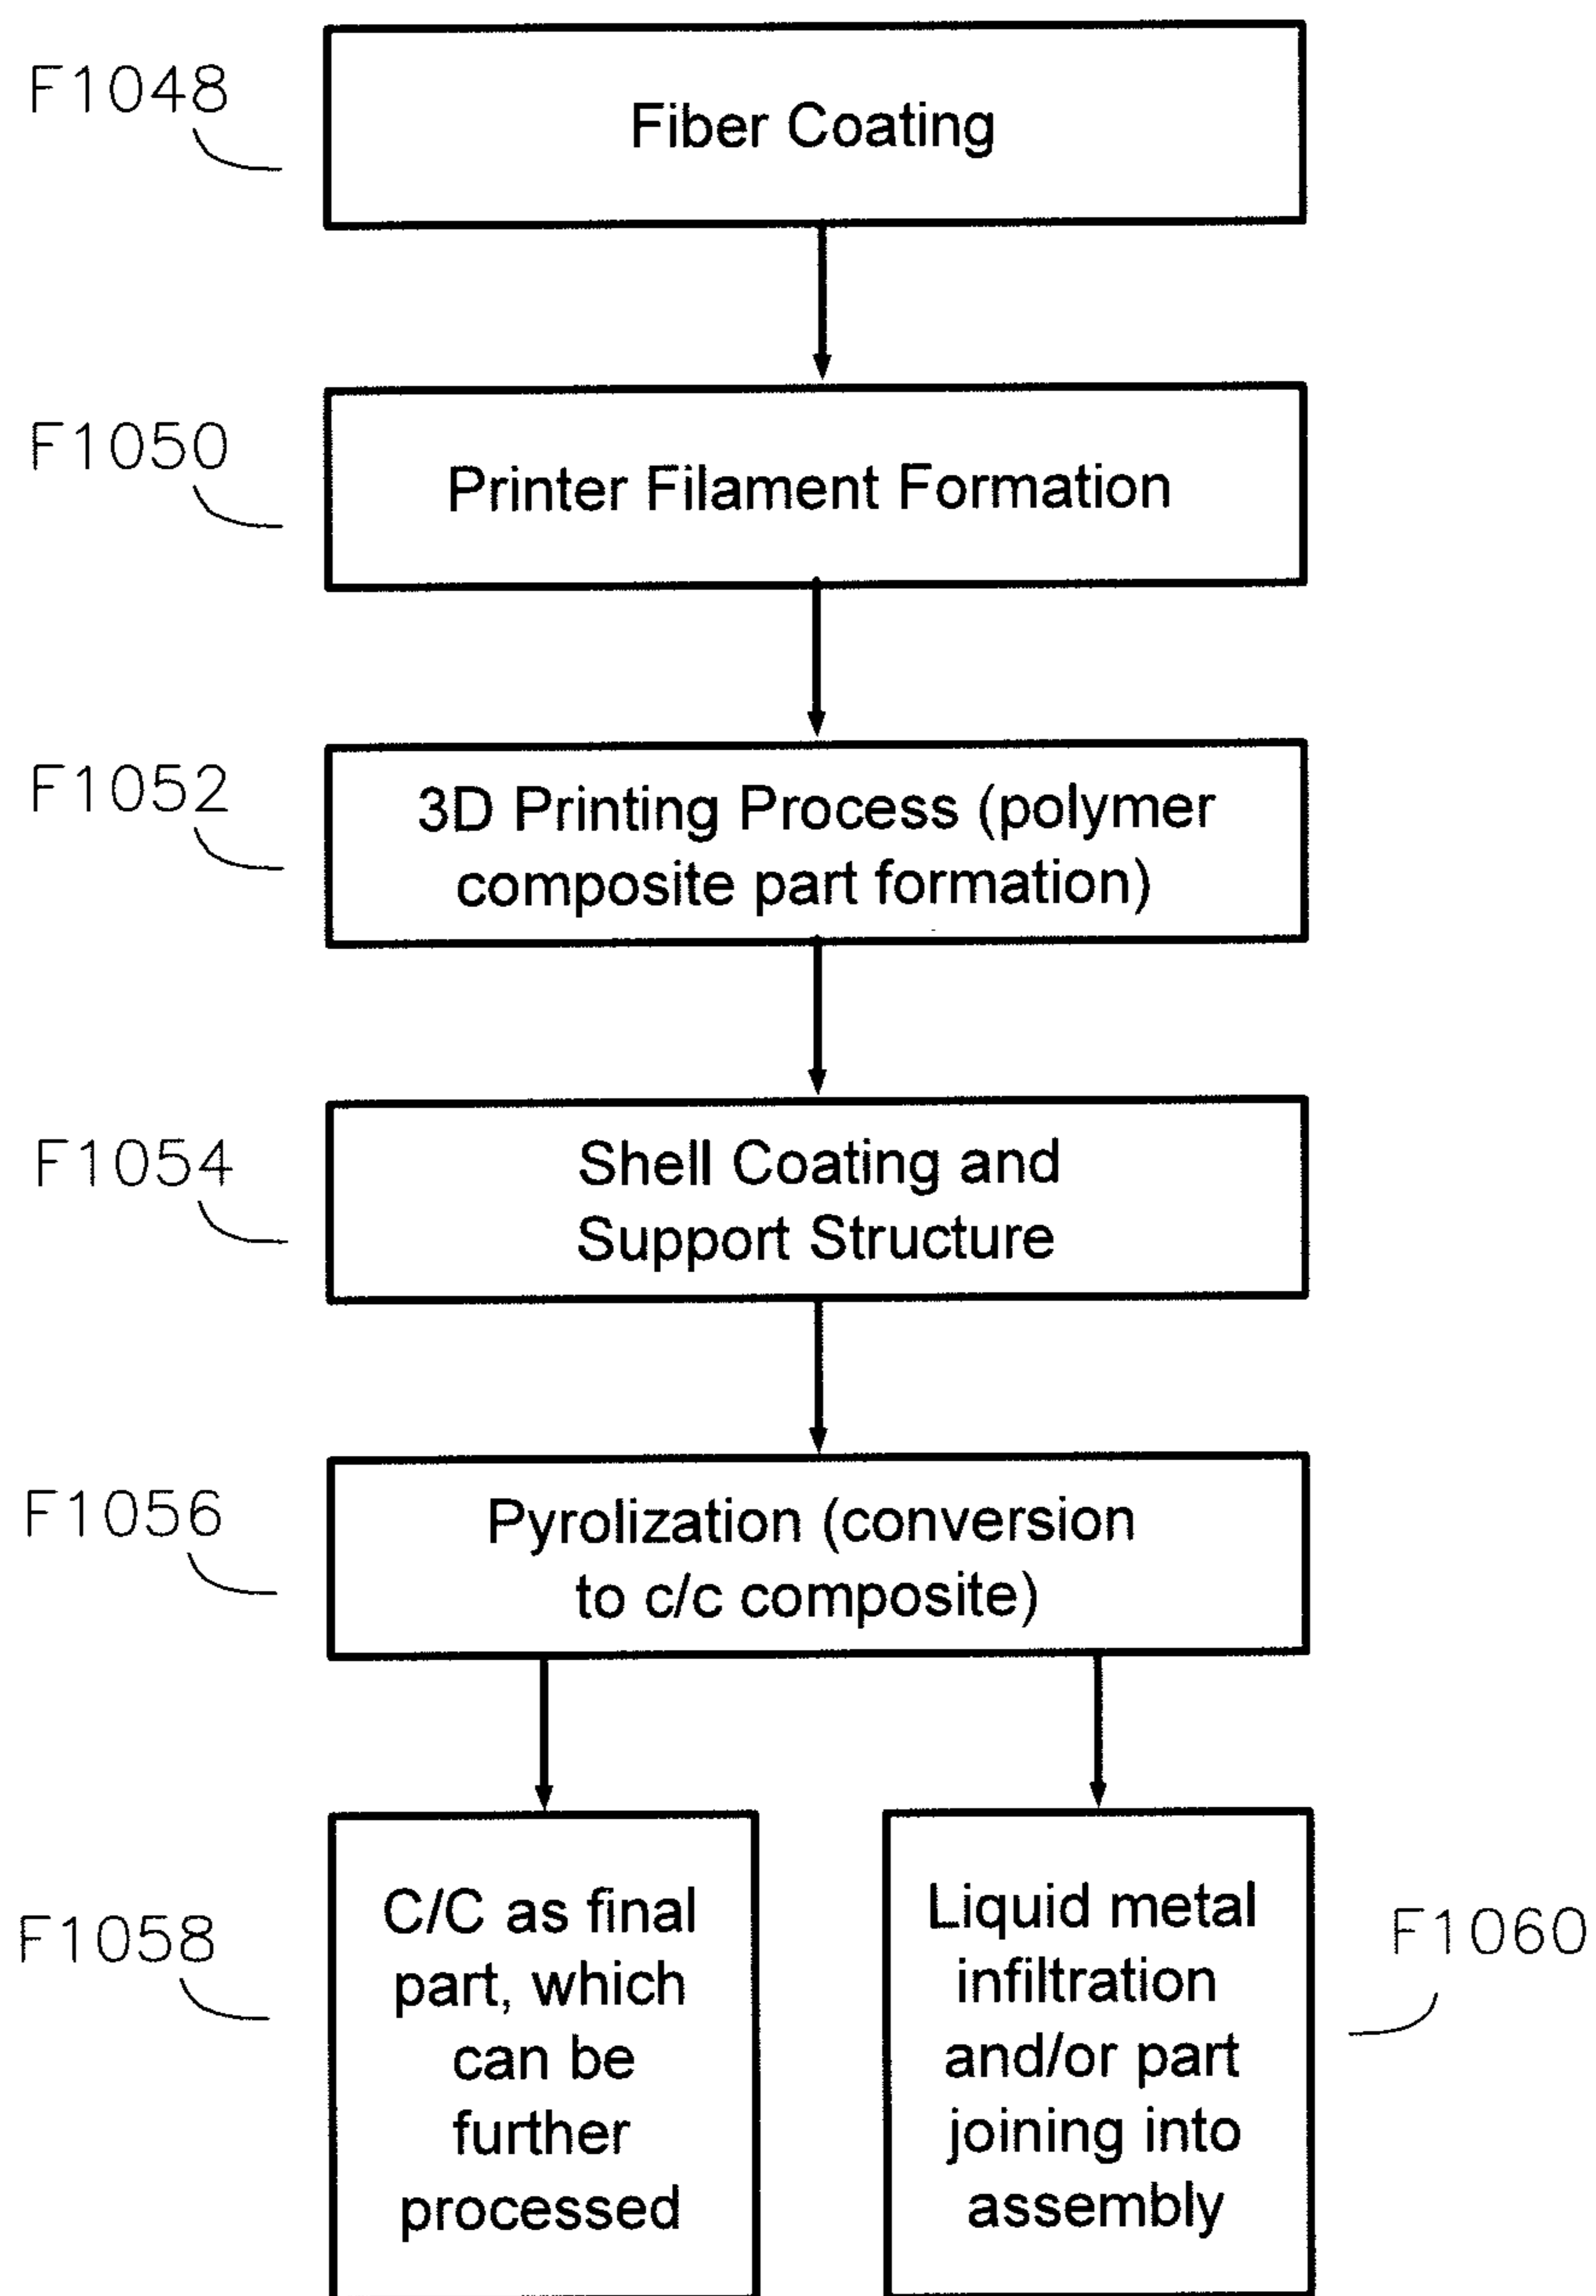 F1048
Fiber Coating
F1050
Printer Filament Formation
F1052
3D Printing Process (polymer
composite part formation)
F1054
Shell Coating and
Support Structure
F1056
Pyrolization (conversion
to c/c composite)
F1058
C/C as final
part, which
can be
further
processed
Liquid metal
infiltration
and/or part
joining into
assembly
F1060